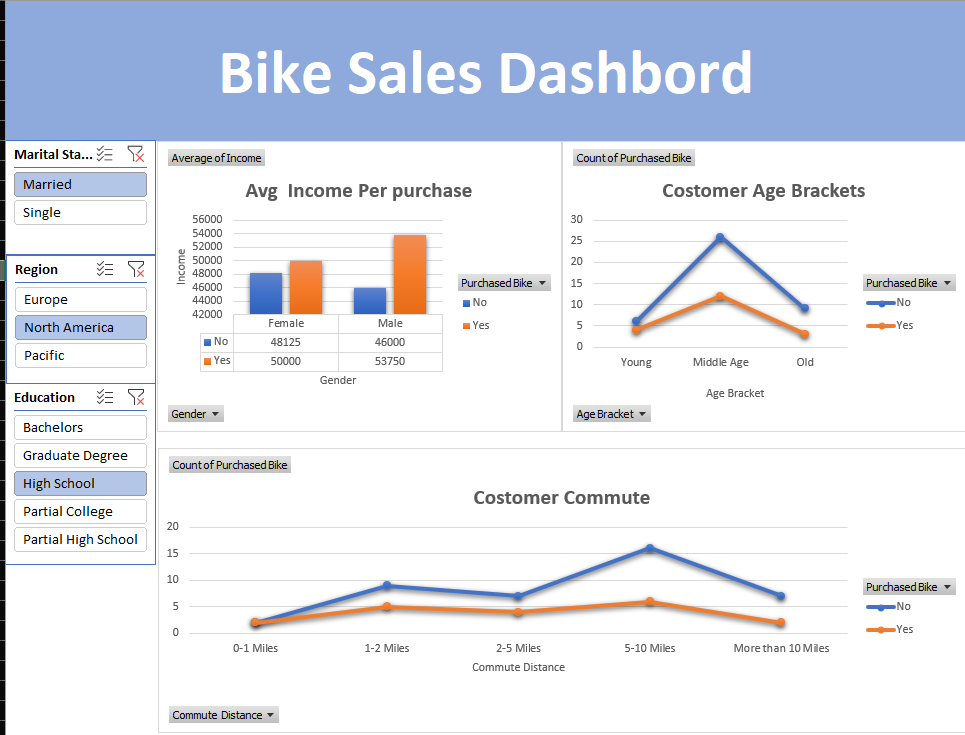 Bike Sales Dashbord
Marital Sta...
Married
Single
Region
Europe
North America
Pacific
Education
Bachelors
Graduate Degree
High School
Partial College
Partial High School
Average of Income
Avg  Income Per purchase
56000
54000
52000
50000
48000
46000
44000
42000
Income
Female Male
No 48125 46000
Yes 50000 53750
Gender
Purchased Bike
No
Yes
Gender
Count of Purchased Bike
Costomer Age Brackets
30
25
20
15
10
5
0
Young Middle Age Old
Age Bracket
Purchased Bike
No
Yes
Age Bracket
Count of Purchased Bike
Costomer Commute
20
15
10
5
0
0-1 Miles 1-2 Miles 2-5 Miles 5-10 Miles More than 10 Miles
Commute Distance
Purchased Bike
No
Yes
Commute Distance